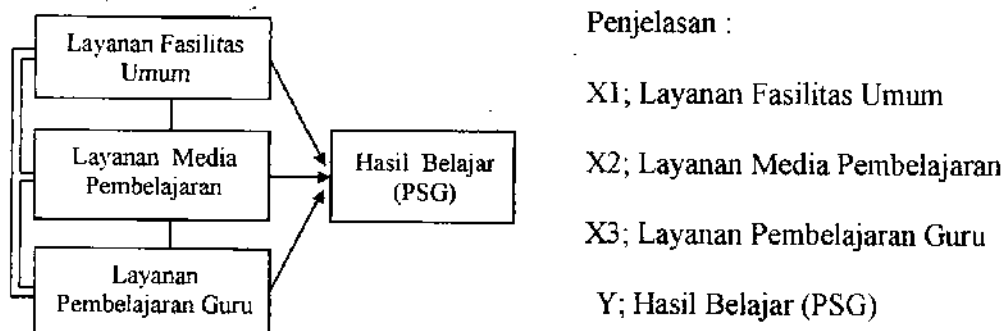 Layanan Fasilitas
Umum
Layanan Media
Pembelajaran
Layanan
Pembelajaran Guru
Hasil Belajar
(PSG)
Penjelasan :
X1; Layanan Fasilitas Umum
X2; Layanan Media Pembelajaran
X3; Layanan Pembelajaran Guru
Y; Hasil Belajar (PSG)